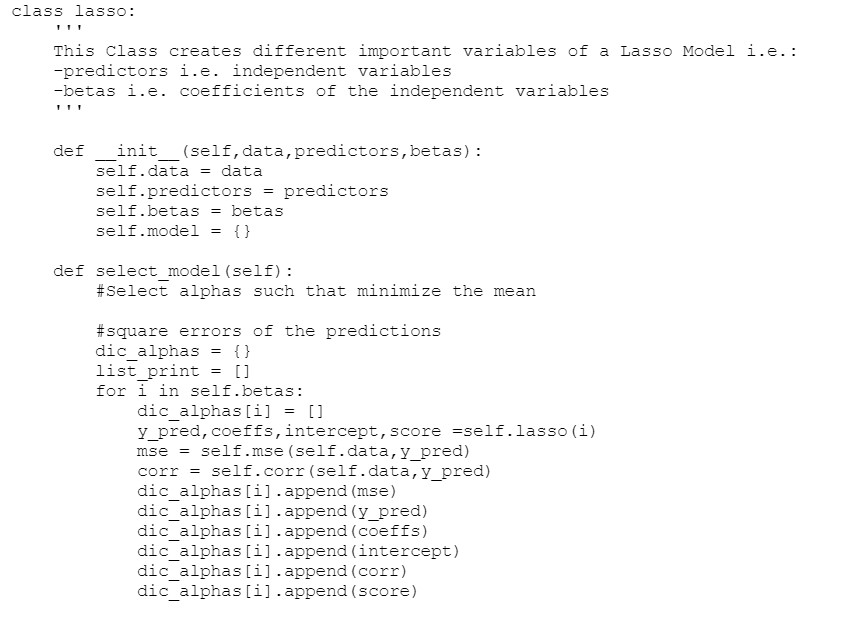 class lasso:
    '''
    This Class creates different important variables of a Lasso Model i.e.:
    -predictors i.e. independent variables
    -betas i.e. coefficients of the independent variables
    '''

    def __init__(self,data,predictors,betas):
        self.data = data
        self.predictors = predictors
        self.betas = betas
        self.model = {}

    def select_model(self):
        #Select alphas such that minimize the mean

        #square errors of the predictions
        dic_alphas = {}
        list_print = []
        for i in self.betas:
            dic_alphas[i] = []
            y_pred,coeffs,intercept,score =self.lasso(i)
            mse = self.mse(self.data,y_pred)
            corr = self.corr(self.data,y_pred)
            dic_alphas[i].append(mse)
            dic_alphas[i].append(y_pred)
            dic_alphas[i].append(coeffs)
            dic_alphas[i].append(intercept)
            dic_alphas[i].append(corr)
            dic_alphas[i].append(score)